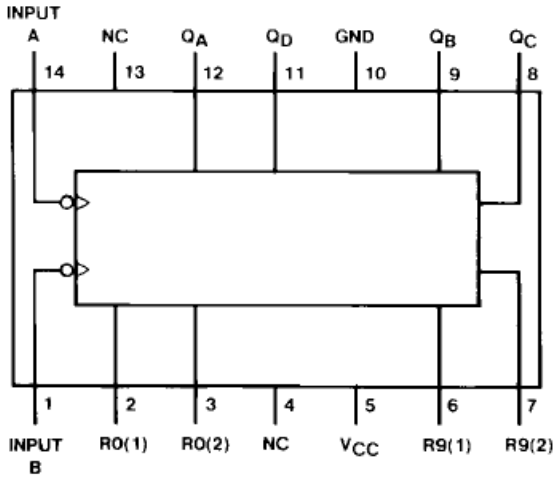 INPUT
A NC QA QD GND QB QC
14 13 12 11 10 9 8
1 2 3 4 5 6 7
INPUT R0(1) R0(2) NC VCC R9(1) R9(2)
B